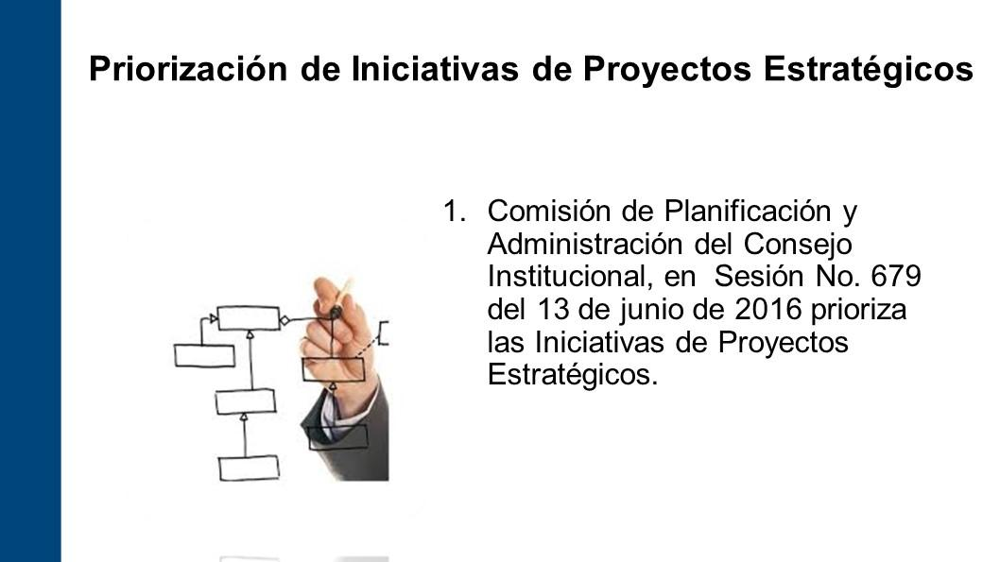 Priorización de Iniciativas de Proyectos Estratégicos
1. Comisión de Planificación y
Administración del Consejo
Institucional, en  Sesión No. 679
del 13 de junio de 2016 prioriza
las Iniciativas de Proyectos
Estratégicos.